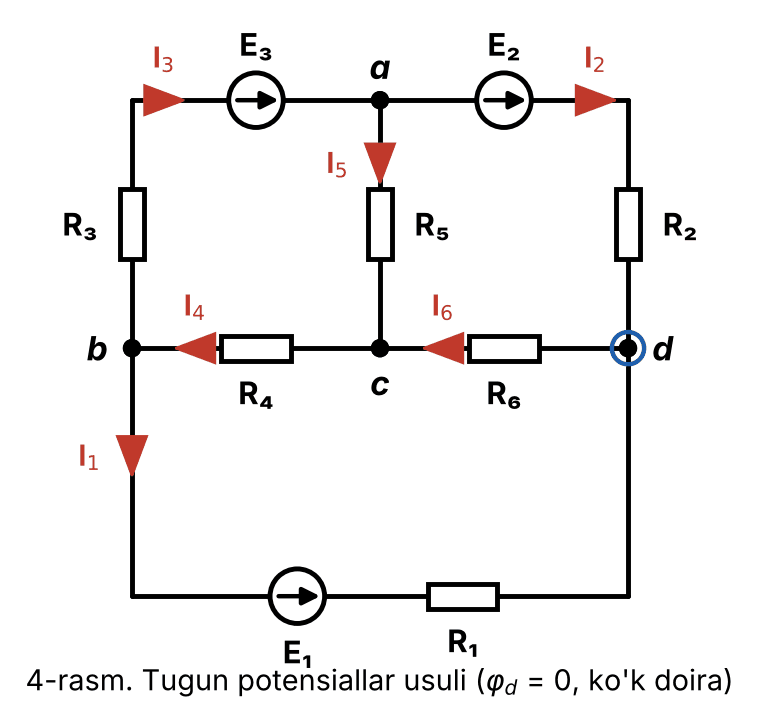 I₃
E₃
a
E₂
I₂
I₅
R₃
R₅
R₂
I₄
I₆
b
d
R₄
c
R₆
I₁
E₁
R₁
4-rasm. Tugun potensiallar usuli (φ_d = 0, ko'k doira)